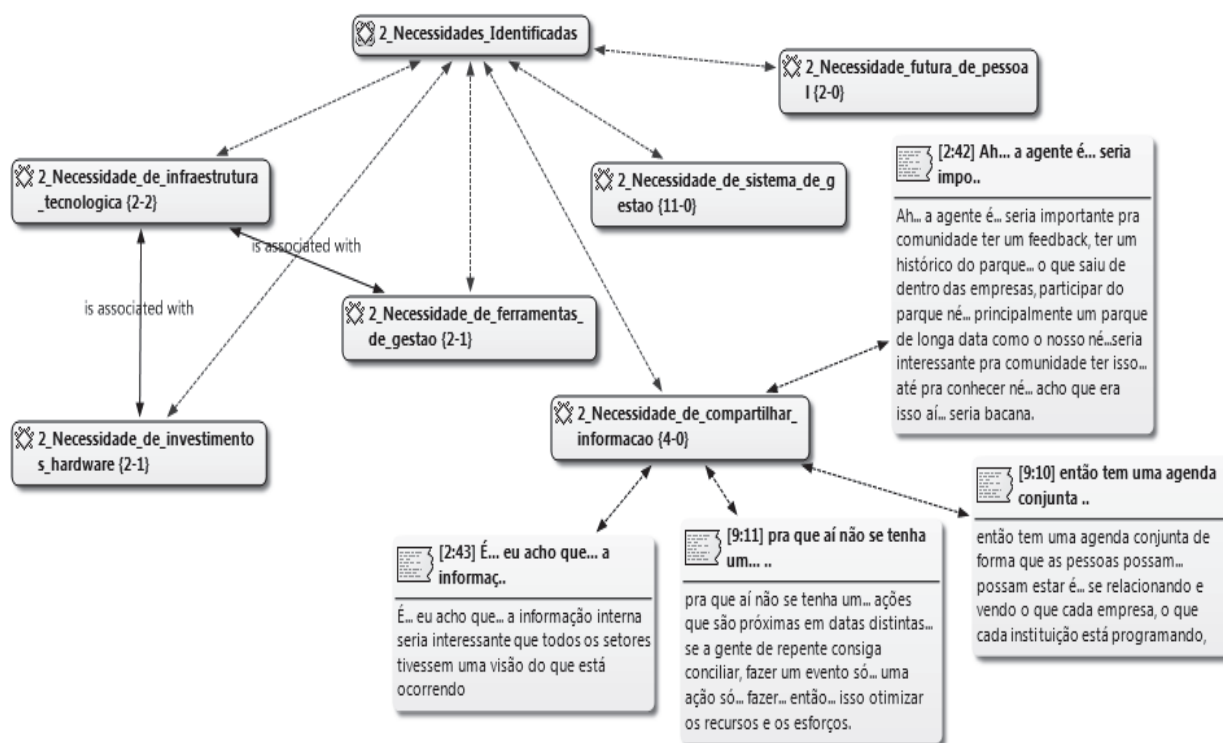 2_Necessidades_Identificadas
2_Necessidade_futura_de_pessoa
l {2-0}
2_Necessidade_de_infraestrutura
_tecnologica {2-2}
2_Necessidade_de_sistema_de_g
estao {11-0}
is associated with
is associated with
2_Necessidade_de_ferramentas_
de_gestao {2-1}
2_Necessidade_de_investimento
s_hardware {2-1}
2_Necessidade_de_compartilhar_
informacao {4-0}
[2:42] Ah... a agente é... seria
impo..
Ah... a agente é... seria importante pra
comunidade ter um feedback, ter um
histórico do parque... o que saiu de
dentro das empresas, participar do
parque né... principalmente um parque
de longa data como o nosso né...seria
interessante pra comunidade ter isso...
até pra conhecer né... acho que era
isso aí... seria bacana.
[2:43] É... eu acho que... a
informaç..
É... eu acho que... a informação interna
seria interessante que todos os setores
tivessem uma visão do que está
ocorrendo
[9:11] pra que aí não se tenha
um... ..
pra que aí não se tenha um... ações
que são próximas em datas distintas...
se a gente de repente consiga
conciliar, fazer um evento só... uma
ação só... fazer... então... isso otimizar
os recursos e os esforços.
[9:10] então tem uma agenda
conjunta ..
então tem uma agenda conjunta de
forma que as pessoas possam...
possam estar é... se relacionando e
vendo o que cada empresa, o que
cada instituição está programando,